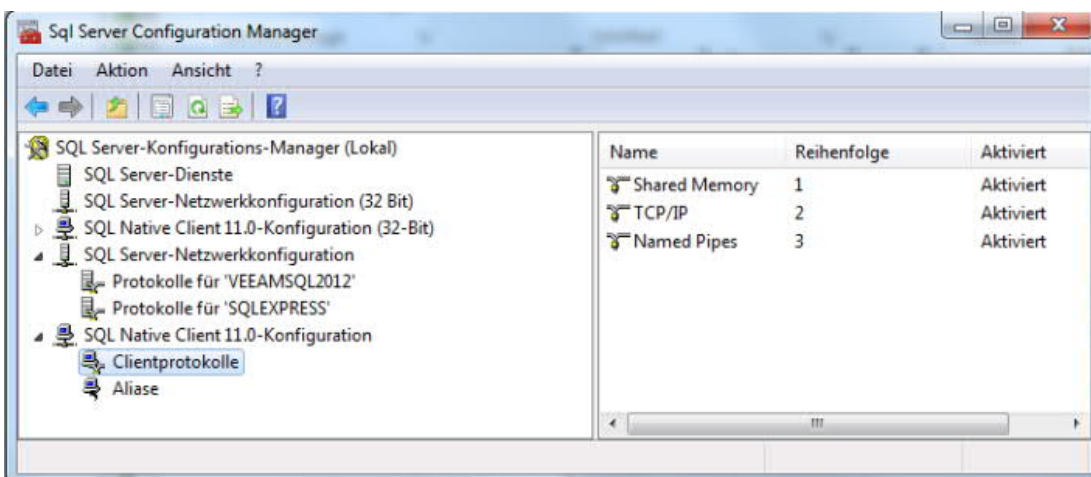 Sql Server Configuration Manager
Datei Aktion Ansicht ?
SQL Server-Konfigurations-Manager (Lokal)
SQL Server-Dienste
SQL Server-Netzwerkkonfiguration (32 Bit)
SQL Native Client 11.0-Konfiguration (32-Bit)
SQL Server-Netzwerkkonfiguration
Protokolle für 'VEEAMSQL2012'
Protokolle für 'SQLEXPRESS'
SQL Native Client 11.0-Konfiguration
Clientprotokolle
Aliase
Name Reihenfolge Aktiviert
Shared Memory 1 Aktiviert
TCP/IP 2 Aktiviert
Named Pipes 3 Aktiviert